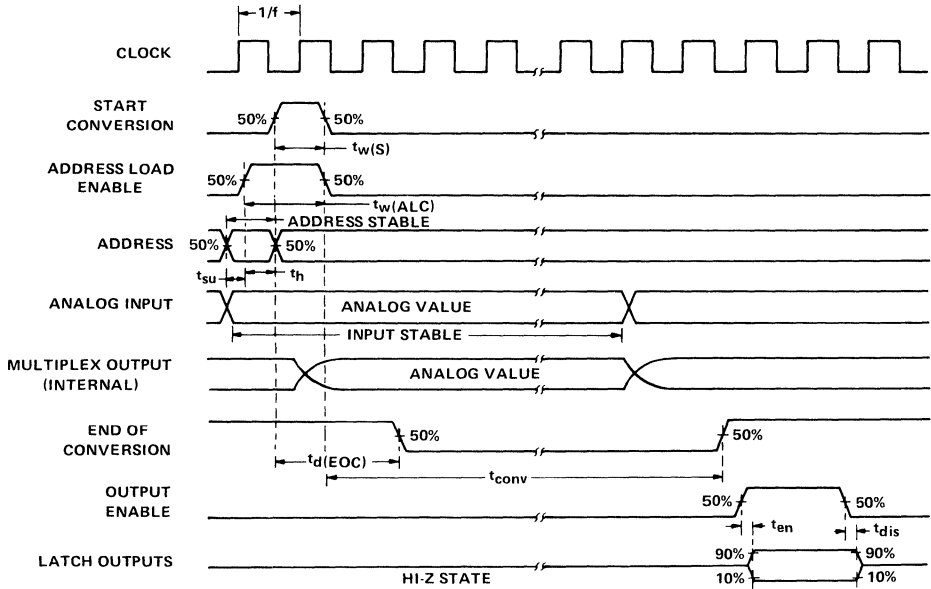 1/f
CLOCK
START
CONVERSION
50%
50%
tw(S)
ADDRESS LOAD
ENABLE
50%
50%
tw(ALC)
ADDRESS STABLE
ADDRESS
50%
50%
tsu
th
ANALOG INPUT
ANALOG VALUE
INPUT STABLE
MULTIPLEX OUTPUT
(INTERNAL)
ANALOG VALUE
END OF
CONVERSION
50%
50%
td(EOC)
tconv
OUTPUT
ENABLE
50%
50%
ten
tdis
LATCH OUTPUTS
90%
90%
HI-Z STATE
10%
10%